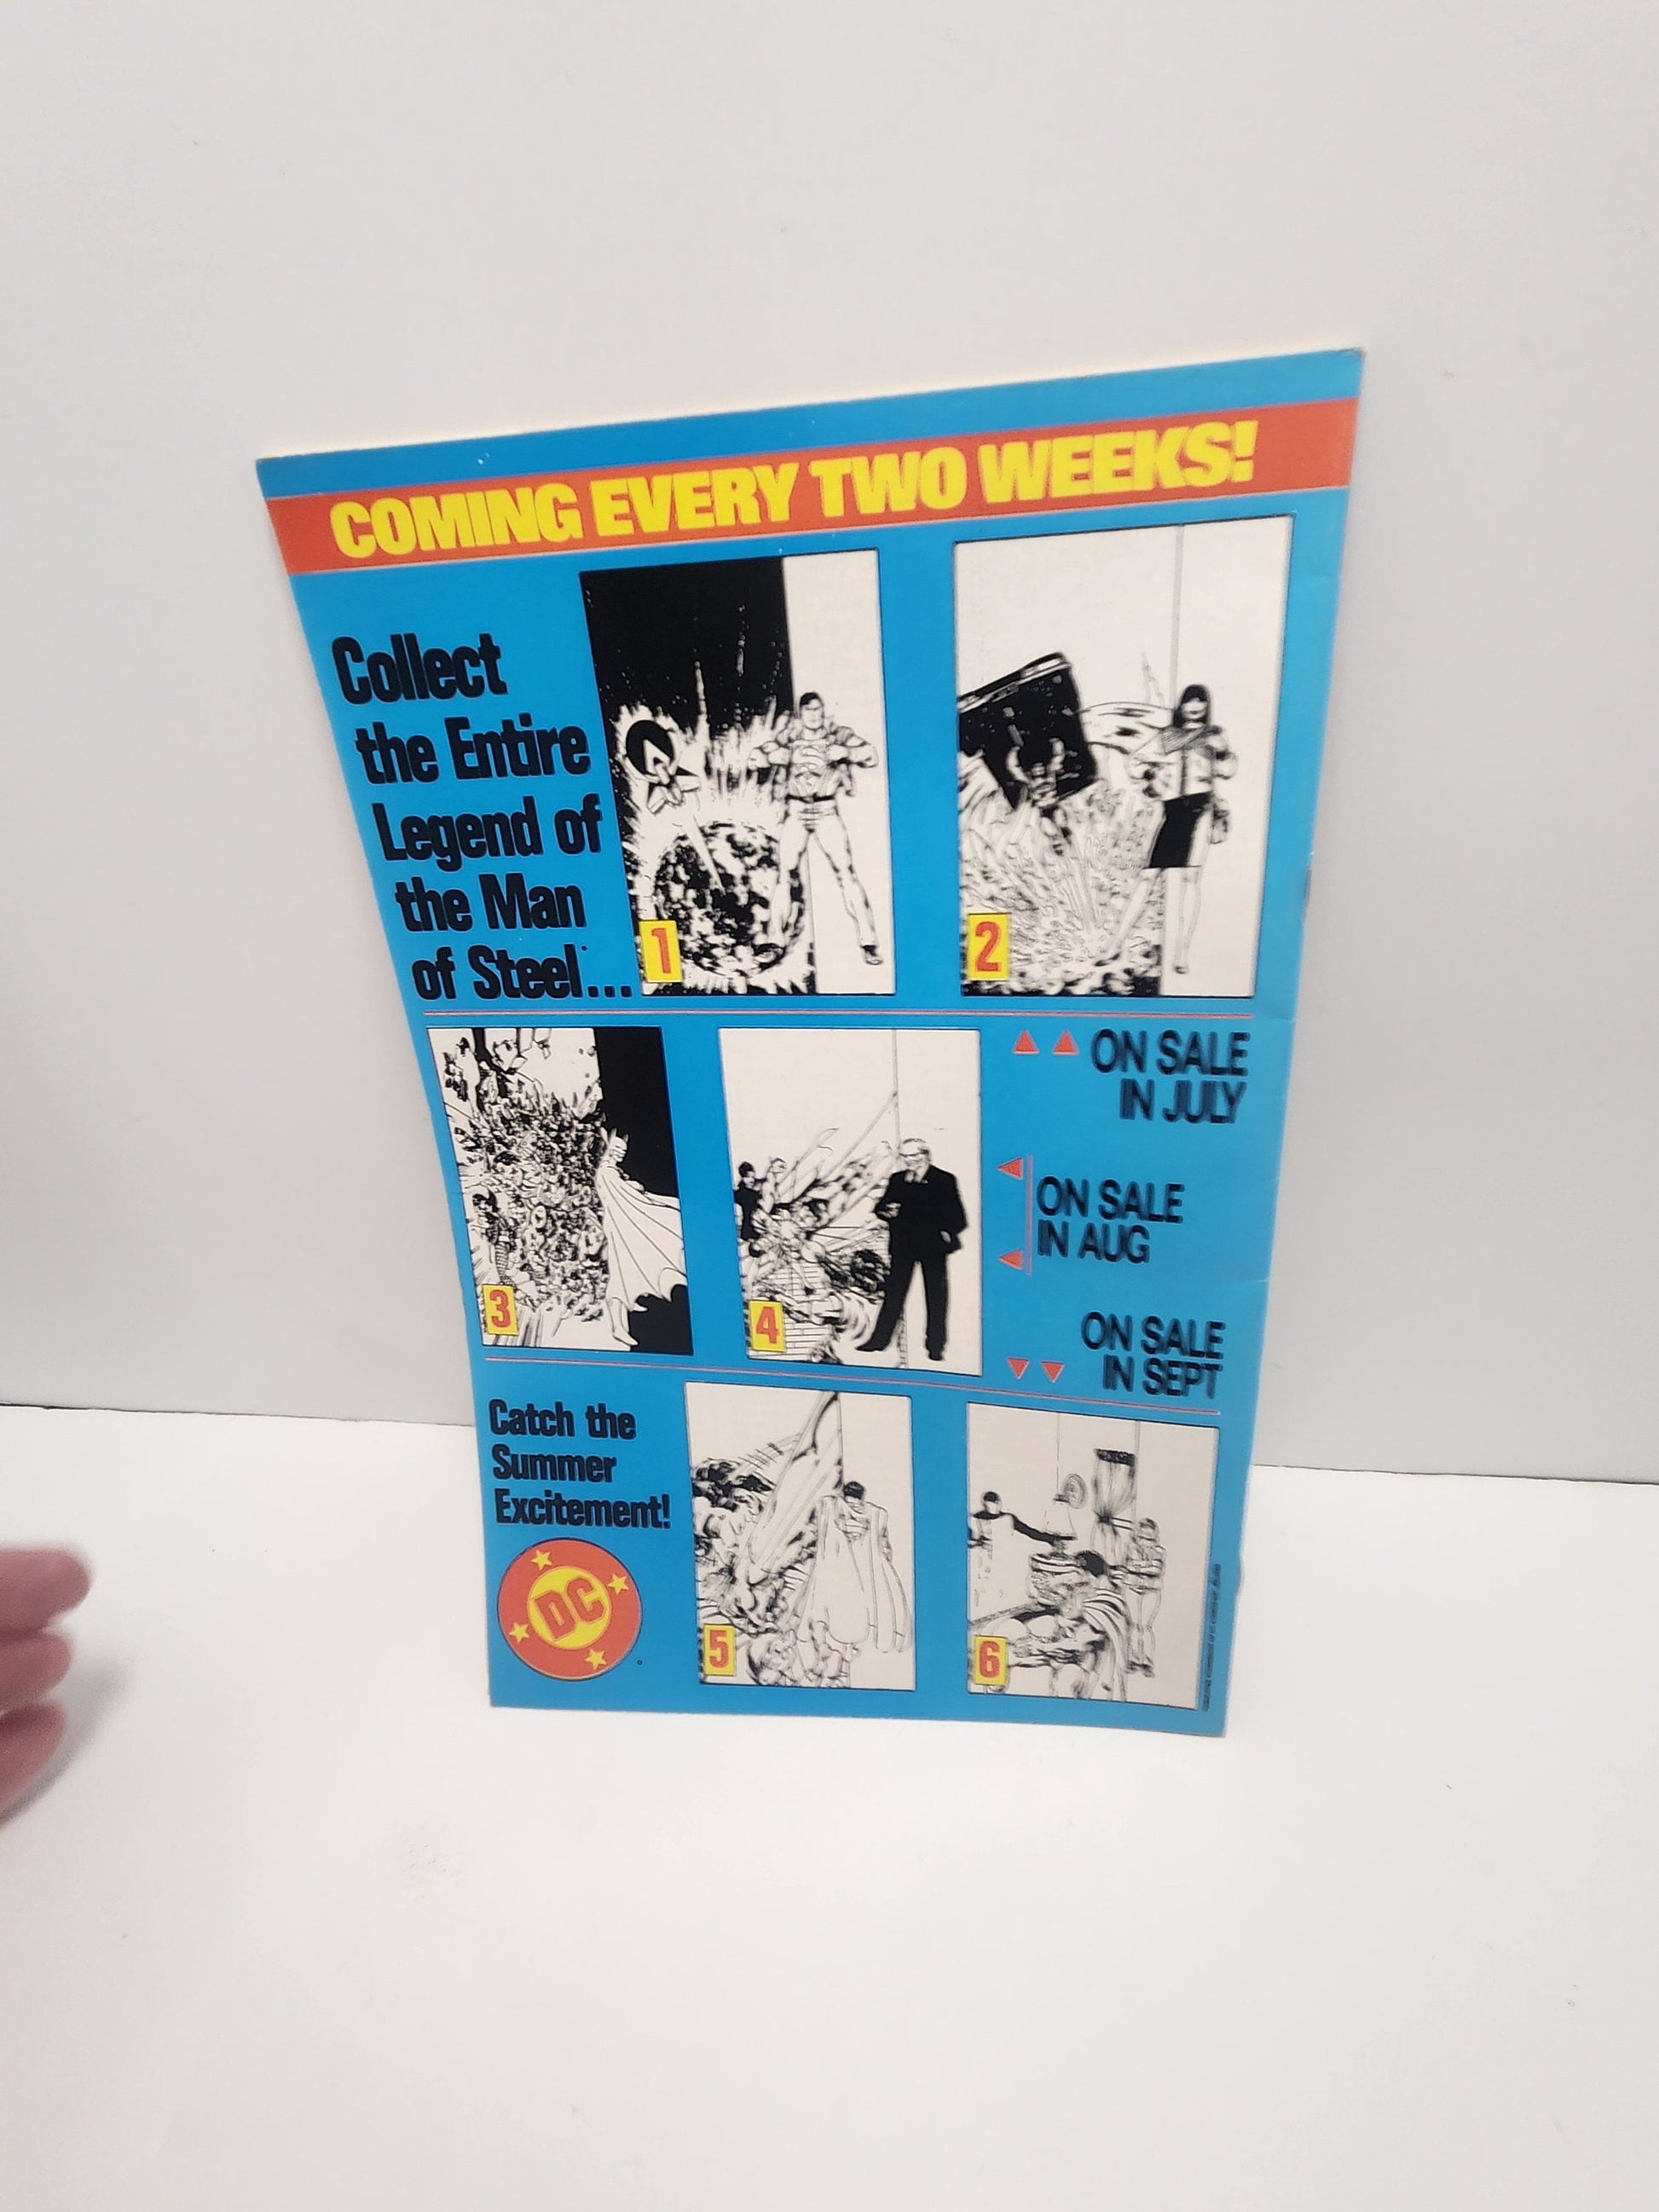 COMING EVERY TWO WEEKS!
Collect
the Entire
Legend of
the Man
of Steel...
1
2
3
4
ON SALE
IN JULY
ON SALE
IN AUG
ON SALE
IN SEPT
Catch the
Summer
Excitement!
DC
5
6